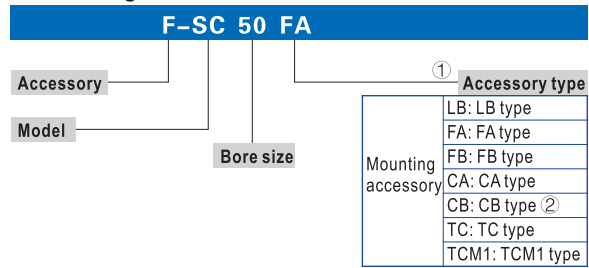 F-SC 50 FA
①
Accessory
Accessory type
Model
Bore size
Mounting accessory
LB: LB type
FA: FA type
FB: FB type
CA: CA type
CB: CB type ②
TC: TC type
TCM1: TCM1 type